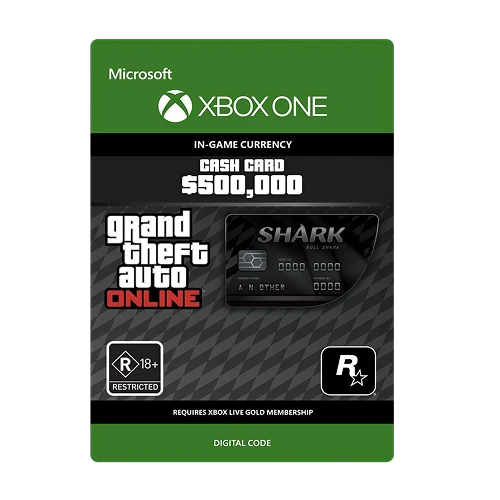 Microsoft
XBOX ONE
IN-GAME CURRENCY
CASH CARD
$500,000
grand
theft
auto
ONLINE
SHARK
BULL SHARK
0000 0000
0000 0000
A N OTHER
R 18+
RESTRICTED
R
REQUIRES XBOX LIVE GOLD MEMBERSHIP
DIGITAL CODE